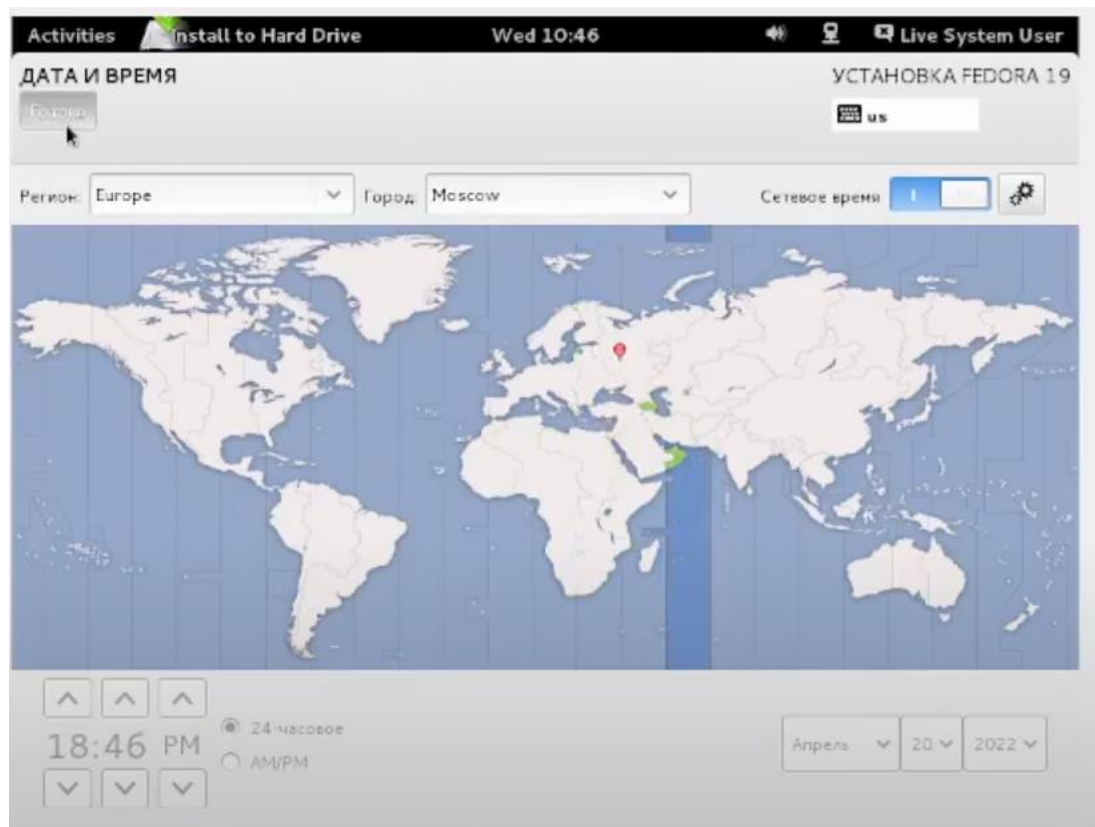 Activities Install to Hard Drive Wed 10:46 Live System User
ДАТА И ВРЕМЯ УСТАНОВКА FEDORA 19
Готово
us
Регион: Europe Город: Moscow Сетевое время I
18:46 PM
24-часовое
AM/PM
Апрель 20 2022